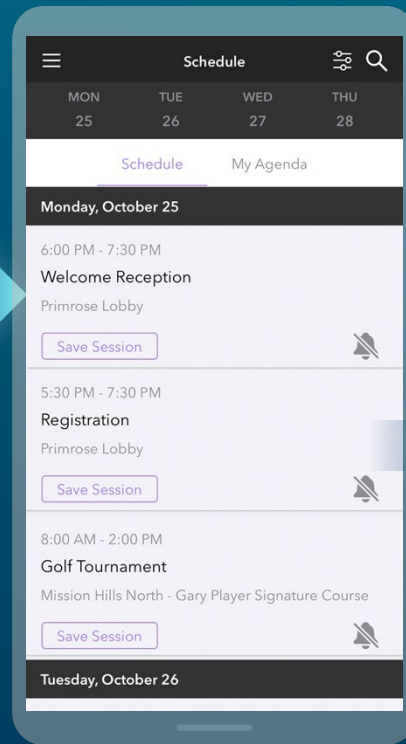 Schedule
MON TUE WED THU
25 26 27 28
Schedule My Agenda
Monday, October 25
6:00 PM - 7:30 PM
Welcome Reception
Primrose Lobby
Save Session
5:30 PM - 7:30 PM
Registration
Primrose Lobby
Save Session
8:00 AM - 2:00 PM
Golf Tournament
Mission Hills North - Gary Player Signature Course
Save Session
Tuesday, October 26